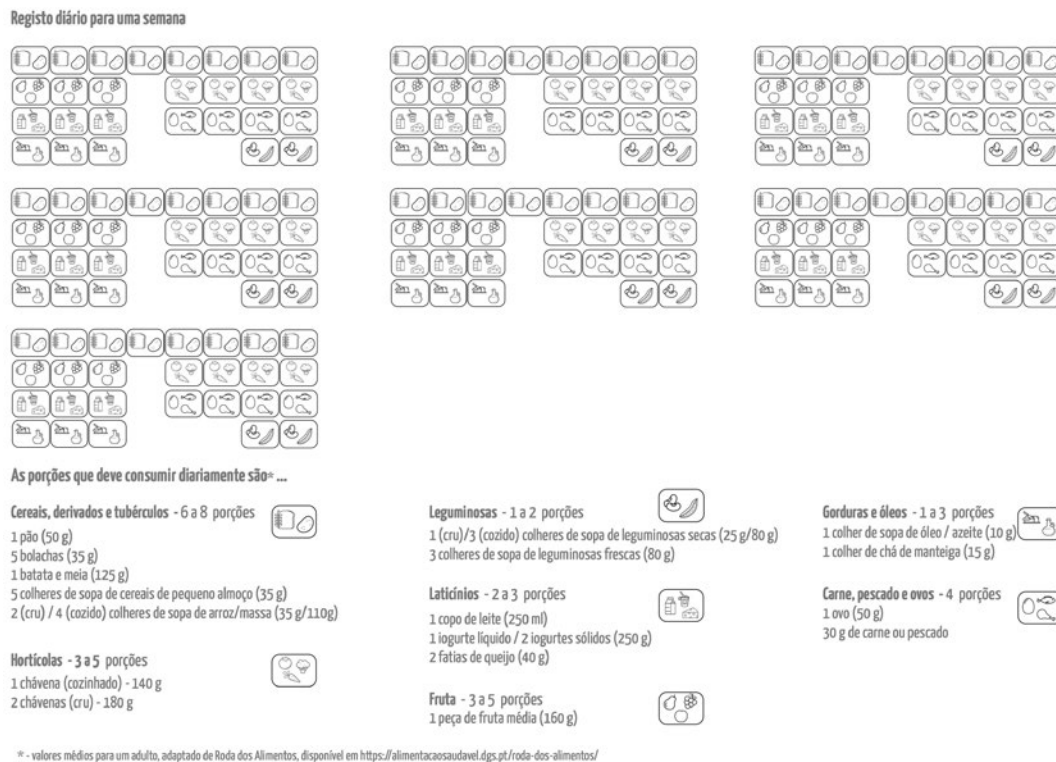 Registo diário para uma semana
As porções que deve consumir diariamente são* ...
Cereais, derivados e tubérculos - 6 a 8 porções
1 pão (50 g)
5 bolachas (35 g)
1 batata e meia (125 g)
5 colheres de sopa de cereais de pequeno almoço (35 g)
2 (cru) / 4 (cozido) colheres de sopa de arroz/massa (35 g/110g)
Hortícolas - 3 a 5 porções
1 chávena (cozinhado) - 140 g
2 chávenas (cru) - 180 g
Leguminosas - 1 a 2 porções
1 (cru)/3 (cozido) colheres de sopa de leguminosas secas (25 g/80 g)
3 colheres de sopa de leguminosas frescas (80 g)
Laticínios - 2 a 3 porções
1 copo de leite (250 ml)
1 iogurte líquido / 2 iogurtes sólidos (250 g)
2 fatias de queijo (40 g)
Fruta - 3 a 5 porções
1 peça de fruta média (160 g)
Gorduras e óleos - 1 a 3 porções
1 colher de sopa de óleo / azeite (10 g)
1 colher de chá de manteiga (15 g)
Carne, pescado e ovos - 4 porções
1 ovo (50 g)
30 g de carne ou pescado
* - valores médios para um adulto, adaptado de Roda dos Alimentos, disponível em https://alimentacaosaudavel.dgs.pt/roda-dos-alimentos/